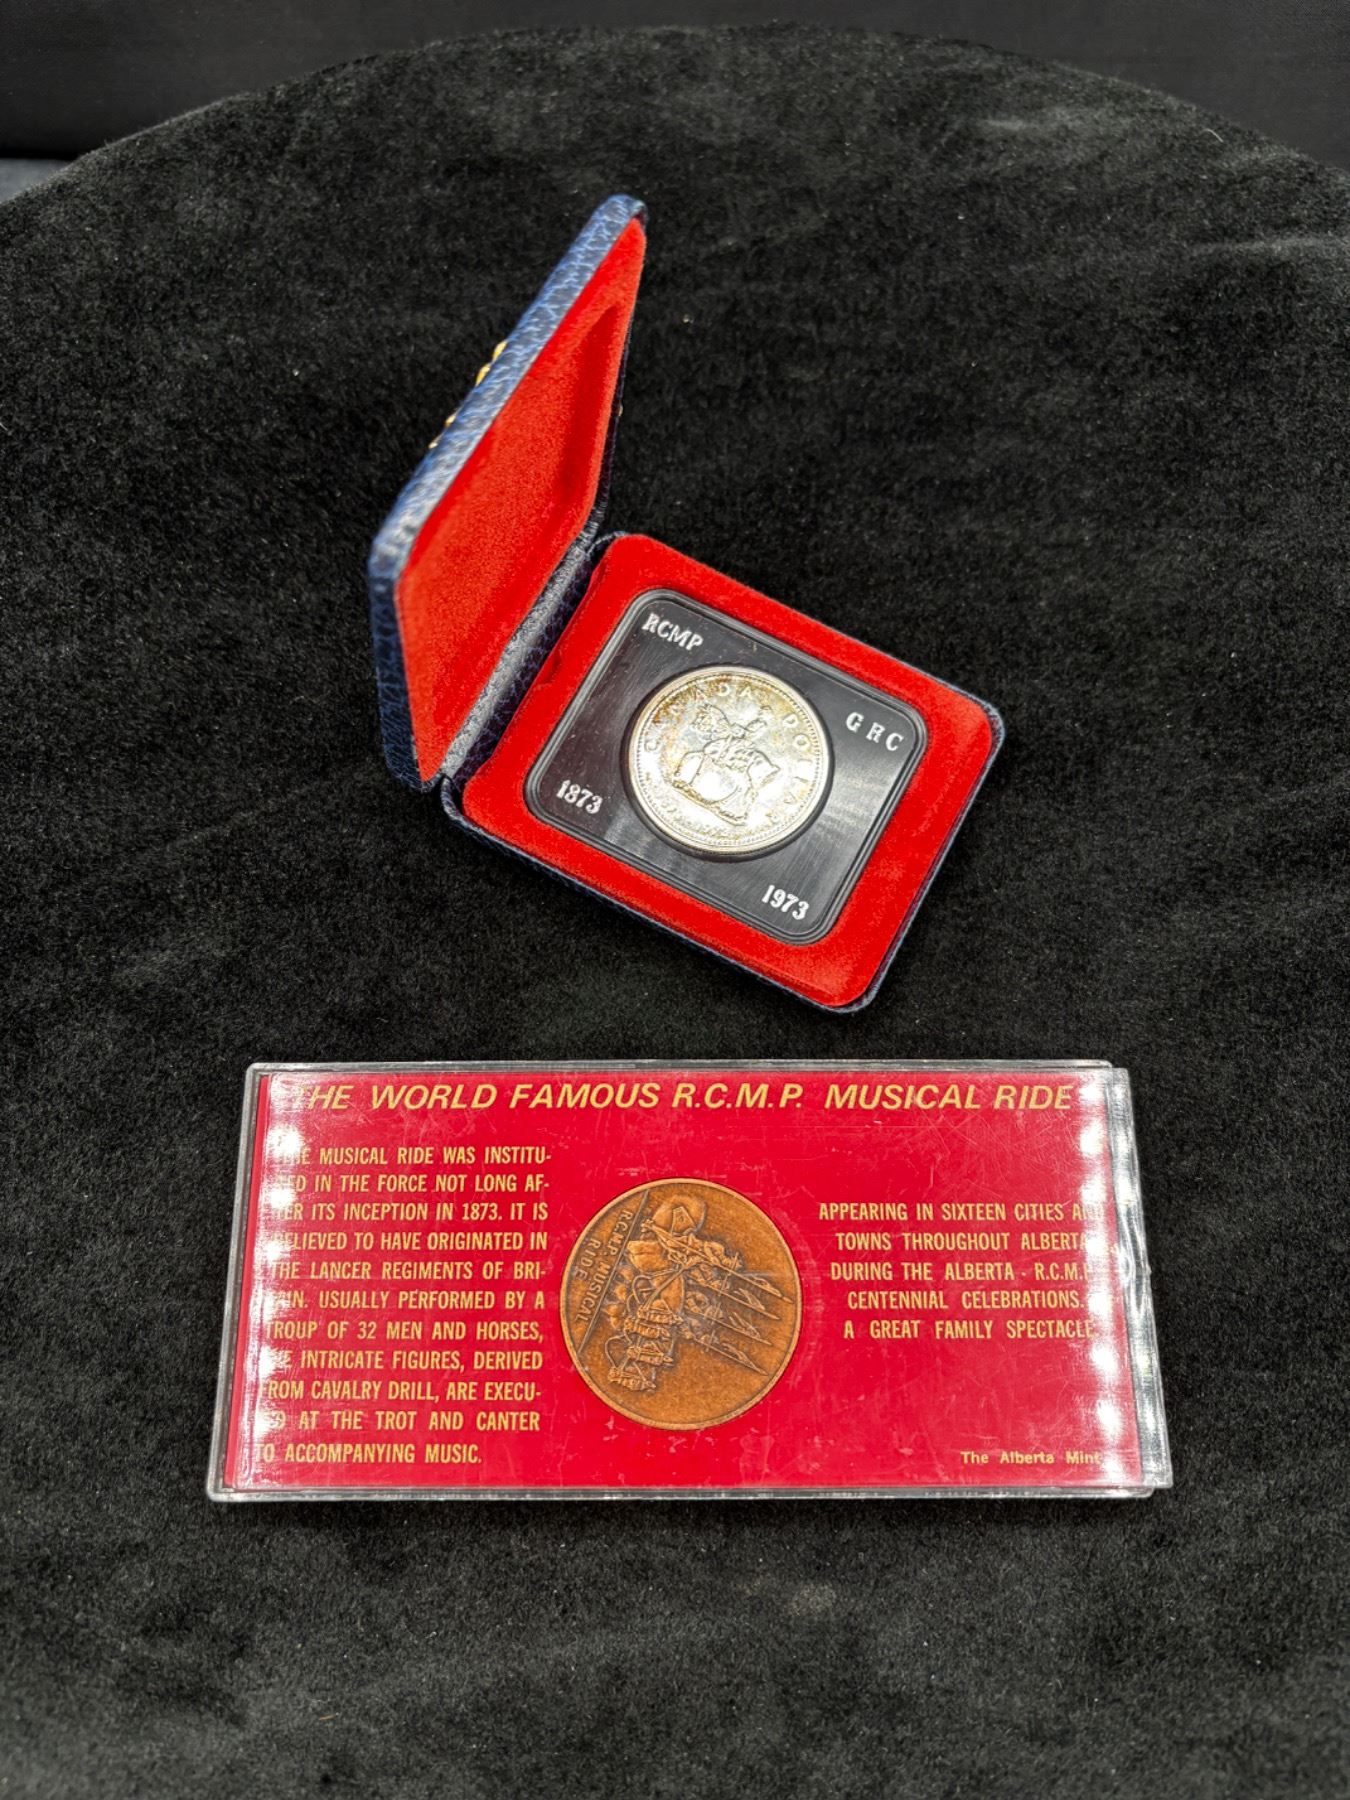 RCMP
GRC
CANADA DOLLAR
1873
1973
THE WORLD FAMOUS R.C.M.P. MUSICAL RIDE
MUSICAL RIDE WAS INSTITU-
IN THE FORCE NOT LONG AF-
TER ITS INCEPTION IN 1873. IT IS
BELIEVED TO HAVE ORIGINATED IN
THE LANCER REGIMENTS OF BRI-
TAIN. USUALLY PERFORMED BY A
TROUP OF 32 MEN AND HORSES,
THE INTRICATE FIGURES, DERIVED
FROM CAVALRY DRILL, ARE EXECU-
TED AT THE TROT AND CANTER
TO ACCOMPANYING MUSIC.
R.C.M.P. MUSICAL
RIDE
APPEARING IN SIXTEEN CITIES AND
TOWNS THROUGHOUT ALBERTA
DURING THE ALBERTA - R.C.M.P.
CENTENNIAL CELEBRATIONS.
A GREAT FAMILY SPECTACLE
The Alberta Mint